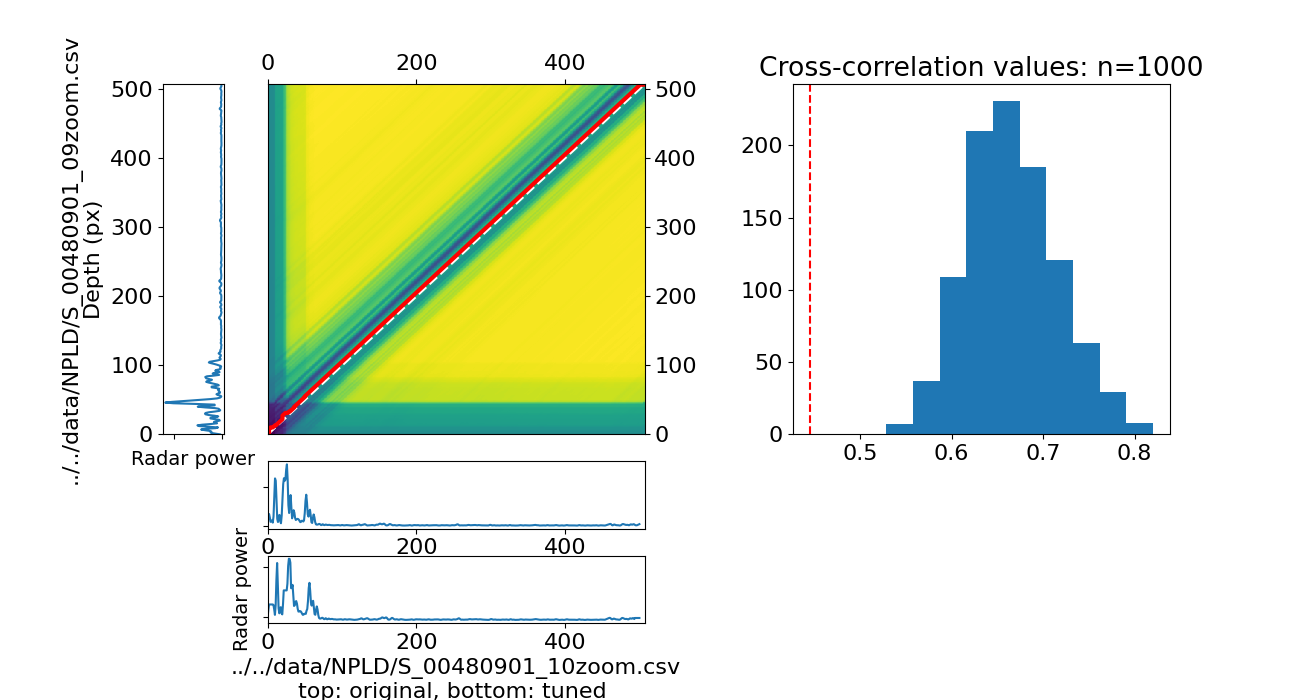 Cross-correlation values: n=1000
0 200 400
../../data/NPLD/S_00480901_09zoom.csv
Depth (px)
500
400
300
200
100
0
Radar power
500
400
300
200
100
0
200
150
100
50
0
0.5 0.6 0.7 0.8
0 200 400
Radar power
0 200 400
../../data/NPLD/S_00480901_10zoom.csv
top: original, bottom: tuned